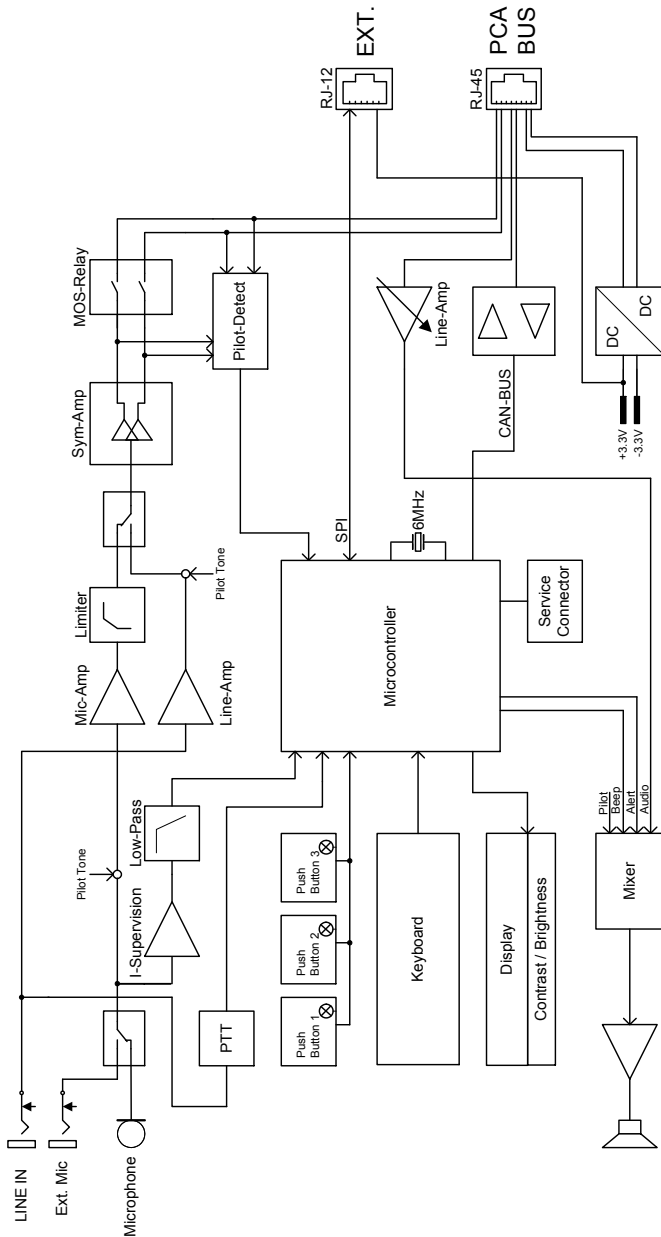 LINE IN
Ext. Mic
Microphone
Pilot Tone
I-Supervision
Low-Pass
Mic-Amp
Limiter
Line-Amp
Pilot Tone
Sym-Amp
MOS-Relay
Pilot-Detect
RJ-12
EXT.
RJ-45
PCA
BUS
PTT
Push
Button 1
Push
Button 2
Push
Button 3
Keyboard
Display
Contrast / Brightness
Microcontroller
SPI
6MHz
Service
Connector
CAN-BUS
Line-Amp
DC
DC
+3.3V
-3.3V
Pilot
Beep
Alert
Audio
Mixer